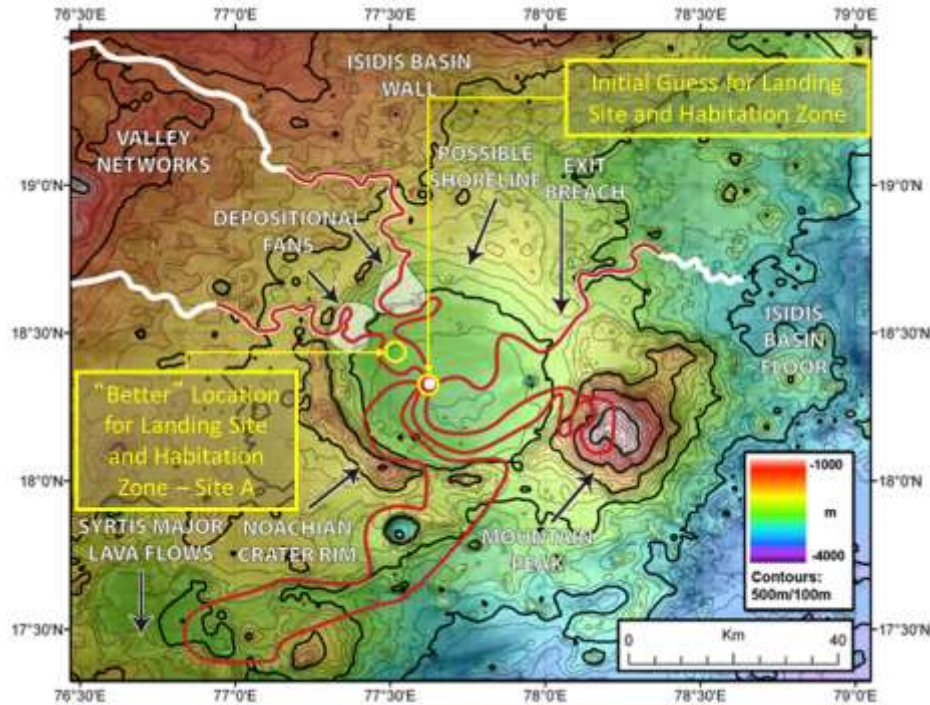 76°30'E
77°0'E
77°30'E
78°0'E
78°30'E
79°0'E
ISIDIS BASIN
WALL
Initial Guess for Landing
Site and Habitation Zone
VALLEY
NETWORKS
POSSIBLE
SHORELINE
EXIT
BREACH
19°0'N
19°0'N
DEPOSITIONAL
FANS
18°30'N
18°30'N
ISIDIS
BASIN
FLOOR
"Better" Location
for Landing Site
and Habitation
Zone – Site A
18°0'N
18°0'N
SYRTIS MAJOR
LAVA FLOWS
NOACHIAN
CRATER RIM
MOUNTAIN
PEAK
-1000
m
-4000
Contours:
500m/100m
17°30'N
17°30'N
Km
0
40
76°30'E
77°0'E
77°30'E
78°0'E
78°30'E
79°0'E